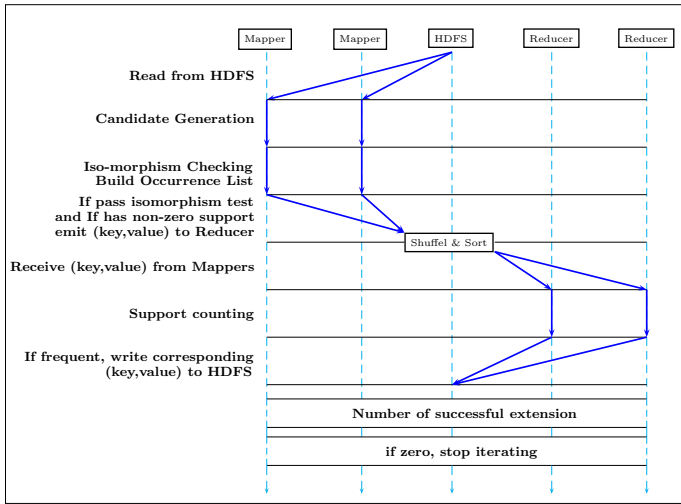 Mapper Mapper HDFS Reducer Reducer
Read from HDFS
Candidate Generation
Iso-morphism Checking
Build Occurrence List
If pass isomorphism test
and If has non-zero support
emit (key,value) to Reducer
Shuffel & Sort
Receive (key,value) from Mappers
Support counting
If frequent, write corresponding
(key,value) to HDFS
Number of successful extension
if zero, stop iterating